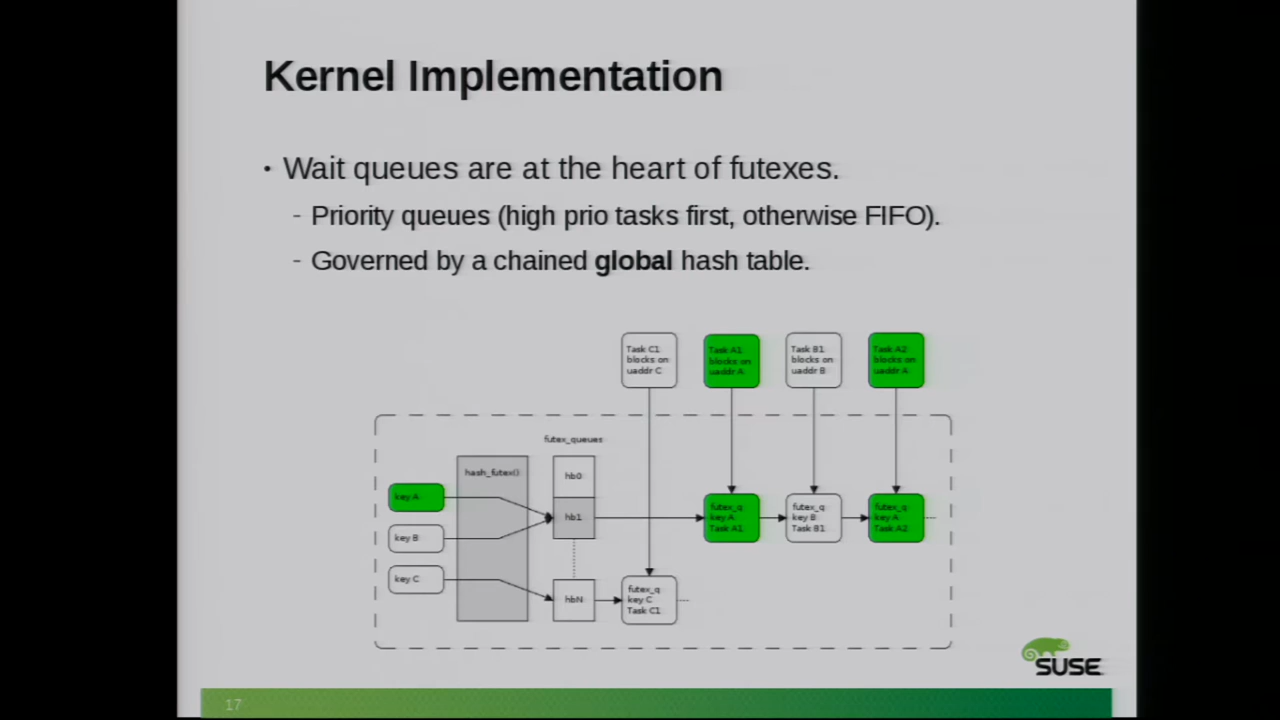 Kernel Implementation
• Wait queues are at the heart of futexes.
- Priority queues (high prio tasks first, otherwise FIFO).
- Governed by a chained global hash table.
Task C1
blocks on
uaddr C
Task A1
blocks on
uaddr A
Task B1
blocks on
uaddr B
Task A2
blocks on
uaddr A
futex_queues
hash_futex()
key A
key B
key C
hb0
hb1
hbN
futex_q
key A
Task A1
futex_q
key B
Task B1
futex_q
key A
Task A2
futex_q
key C
Task C1
SUSE
17